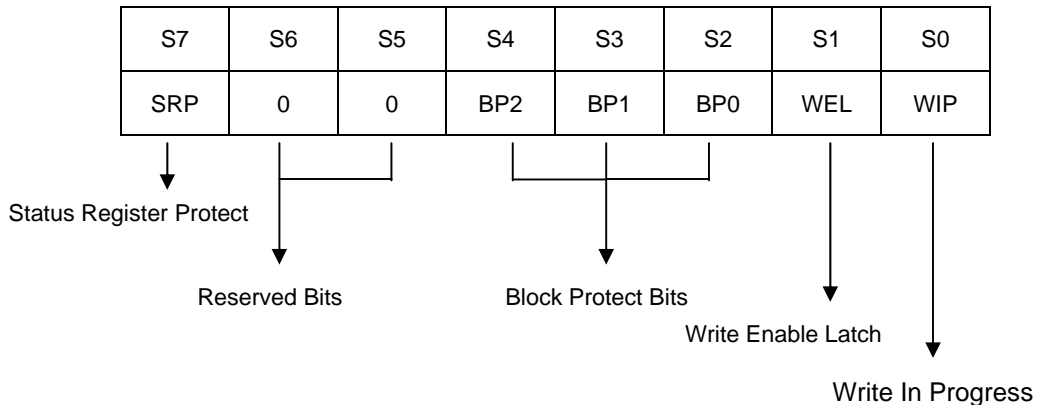 S7 S6 S5 S4 S3 S2 S1 S0
SRP 0 0 BP2 BP1 BP0 WEL WIP
Status Register Protect
Reserved Bits Block Protect Bits
Write Enable Latch
Write In Progress